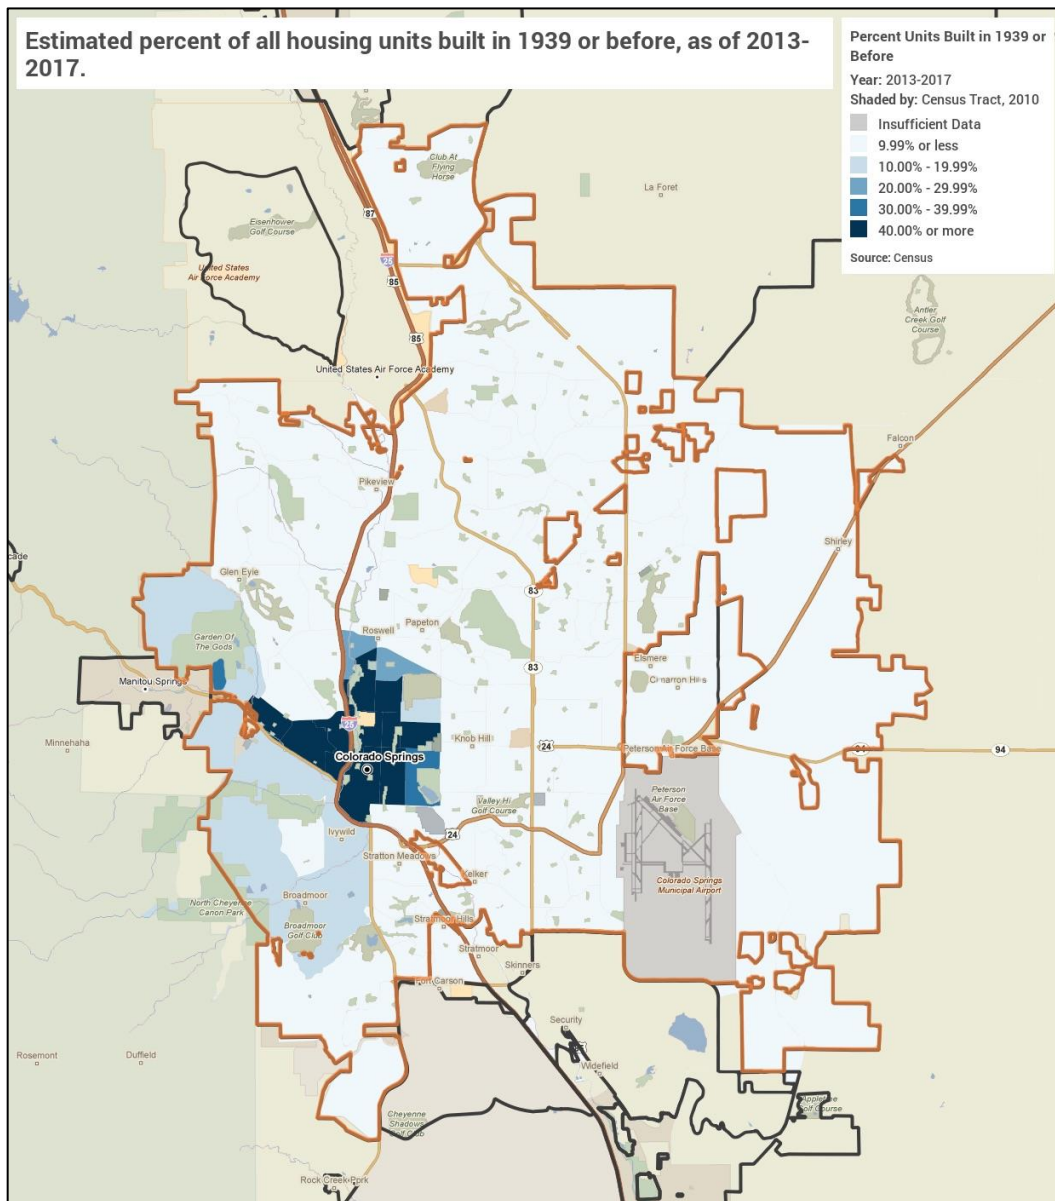 Estimated percent of all housing units built in 1939 or before, as of 2013-
2017.
Percent Units Built in 1939 or
Before
Year: 2013-2017
Shaded by: Census Tract, 2010
Insufficient Data
9.99% or less
10.00% - 19.99%
20.00% - 29.99%
30.00% - 39.99%
40.00% or more
Source: Census
Club At
Flying
Horse
La Foret
87
Eisenhower
Golf Course
25
United States
Air Force Academy
85
Antler
Creek Golf
Course
85
United States Air Force Academy
Falcon
Pikeview
Shirley
cade
Glen Eyie
83
Garden Of
The Gods
Roswell
Papeton
Elsmere
83
Cimarron Hills
Manitou Springs
25
Minnehaha
Knob Hill
24
Peterson Air Force Base
94
Colorado Springs
Peterson
Air Force
Base
Valley Hi
Golf Course
Ivywild
24
Stratton Meadows
Kelker
Colorado Springs
Municipal Airport
Broadmoor
North Cheyenne
Canon Park
Broadmoor
Golf Club
Stratmoor Hills
Stratmoor
Skinners
Fort Carson
Security
Rosemont
Duffield
Widefield
Appletree
Golf Course
Cheyenne
Shadows
Golf Club
Rock Creek Park